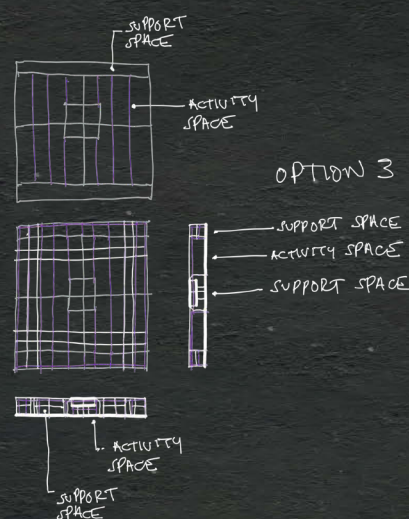 SUPPORT
SPACE
ACTIVITY
SPACE
OPTION 3
SUPPORT SPACE
ACTIVITY SPACE
SUPPORT SPACE
ACTIVITY
SPACE
SUPPORT
SPACE